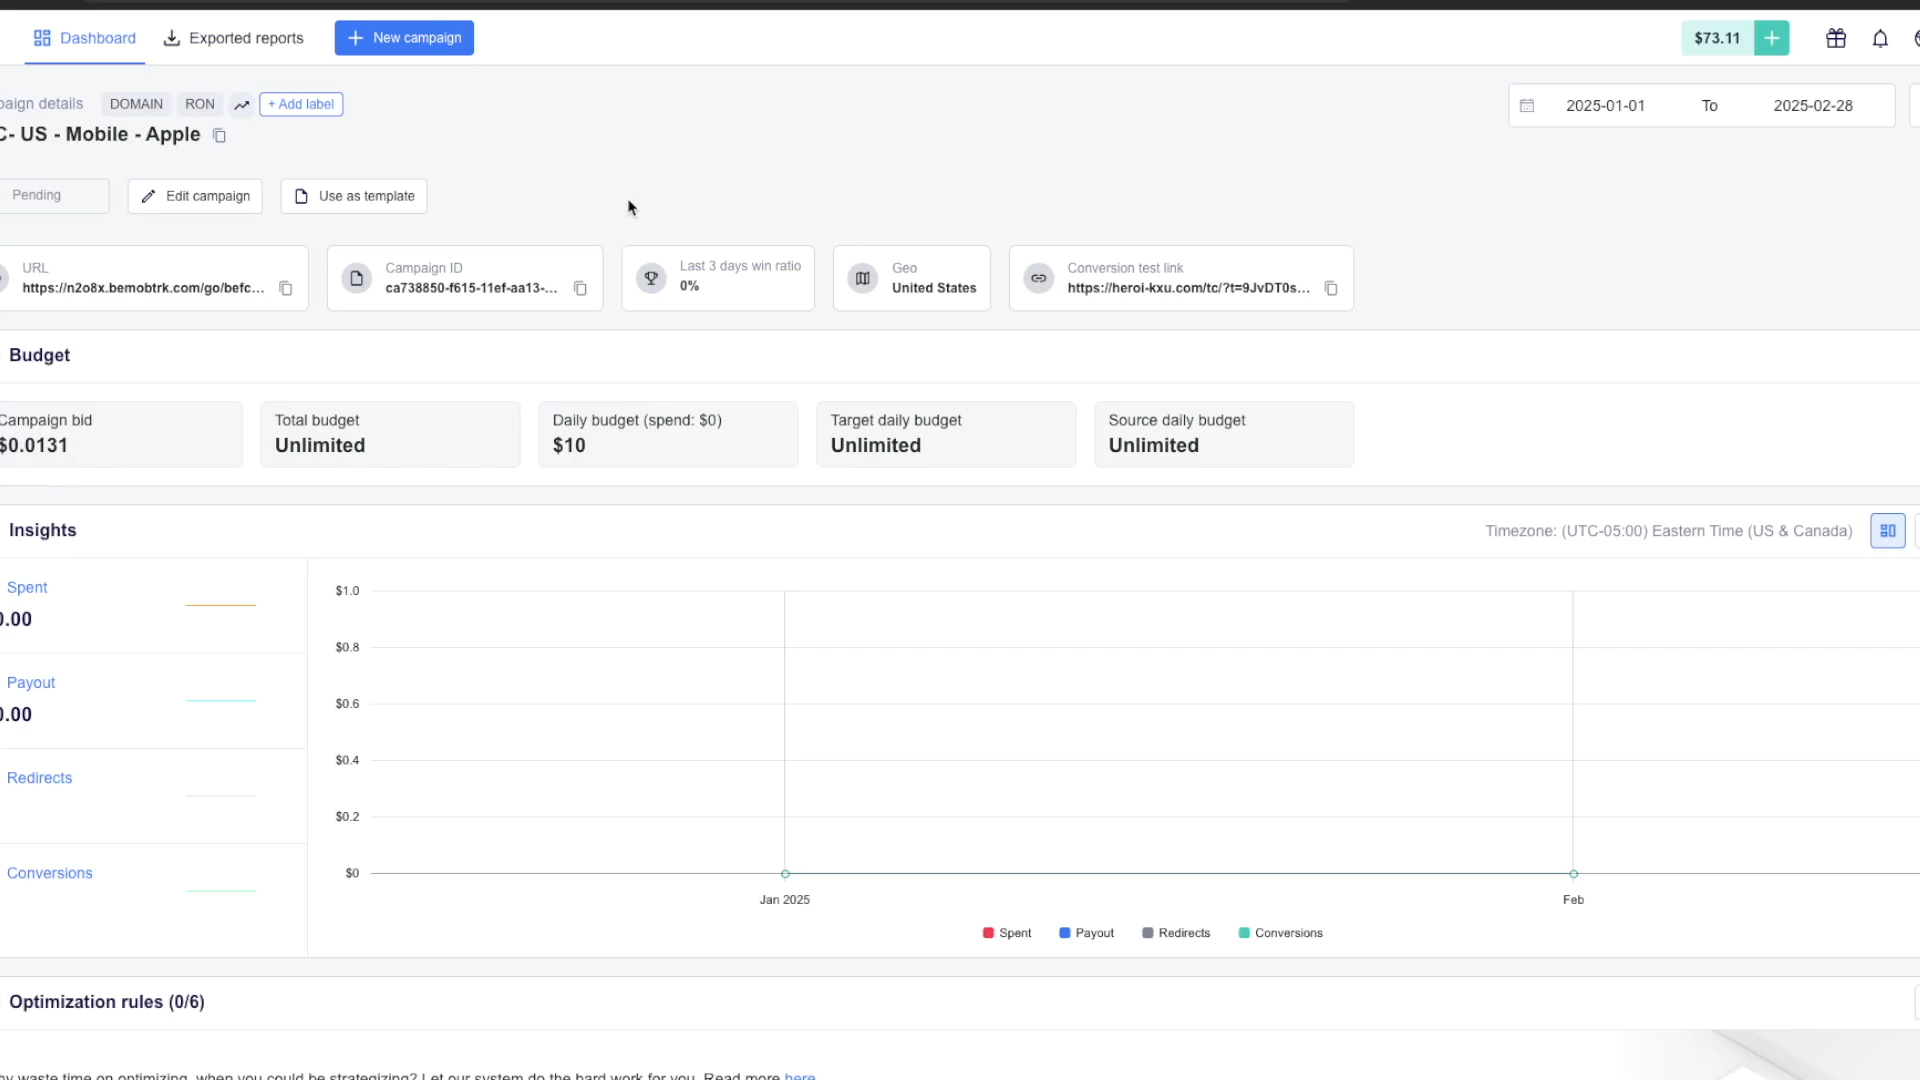 Dashboard
Exported reports
New campaign
$73.11
paign details
DOMAIN
RON
+ Add label
C- US - Mobile - Apple
2025-01-01
To
2025-02-28
Pending
Edit campaign
Use as template
URL
https://n2o8x.bemobtrk.com/go/befc...
Campaign ID
ca738850-f615-11ef-aa13-...
Last 3 days win ratio
0%
Geo
United States
Conversion test link
https://heroi-kxu.com/tc/?t=9JvDT0s...
Budget
Campaign bid
$0.0131
Total budget
Unlimited
Daily budget (spend: $0)
$10
Target daily budget
Unlimited
Source daily budget
Unlimited
Insights
Timezone: (UTC-05:00) Eastern Time (US & Canada)
Spent
0.00
Payout
0.00
Redirects
Conversions
$1.0
$0.8
$0.6
$0.4
$0.2
$0
Jan 2025
Feb
Spent
Payout
Redirects
Conversions
Optimization rules (0/6)
hy waste time on optimizing, when you could be strategizing? Let our system do the hard work for you. Read more here